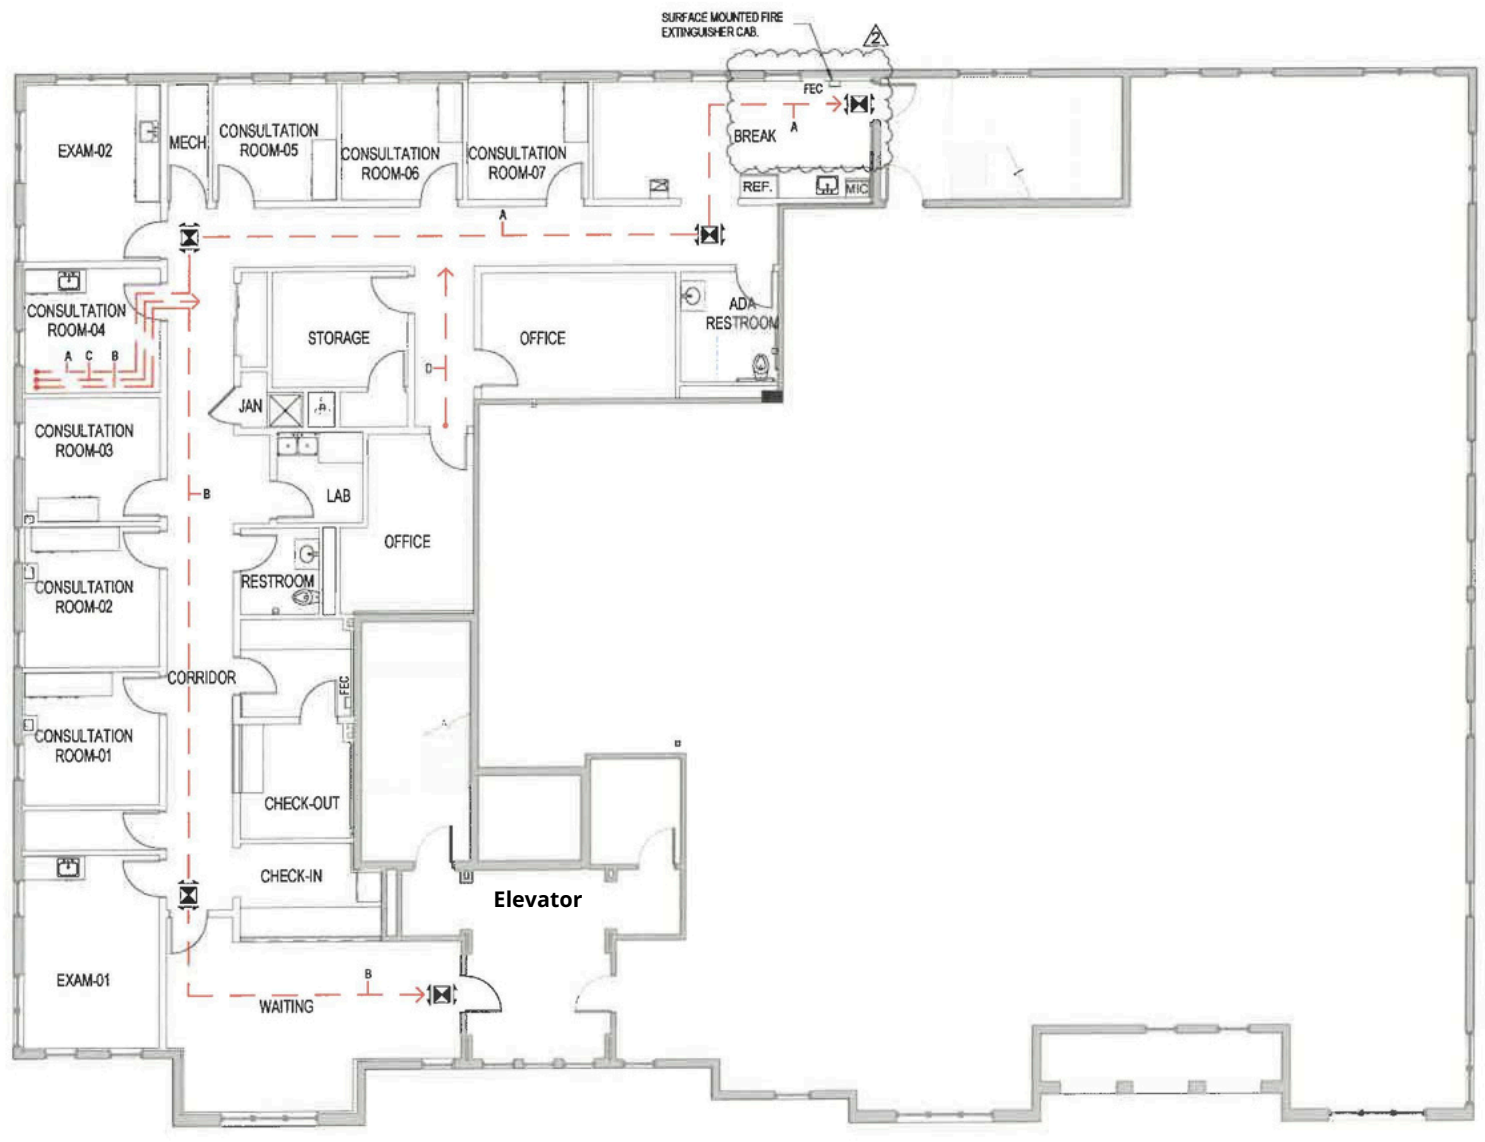 SURFACE MOUNTED FIRE
EXTINGUISHER CAB.
2
FEC
A
BREAK
REF.
MIC
EXAM-02
MECH
CONSULTATION
ROOM-05
CONSULTATION
ROOM-06
CONSULTATION
ROOM-07
A
CONSULTATION
ROOM-04
A C B
STORAGE
OFFICE
ADA
RESTROOM
D
JAN
CONSULTATION
ROOM-03
B
LAB
OFFICE
CONSULTATION
ROOM-02
RESTROOM
CORRIDOR
FEC
CONSULTATION
ROOM-01
CHECK-OUT
CHECK-IN
Elevator
EXAM-01
B
WAITING